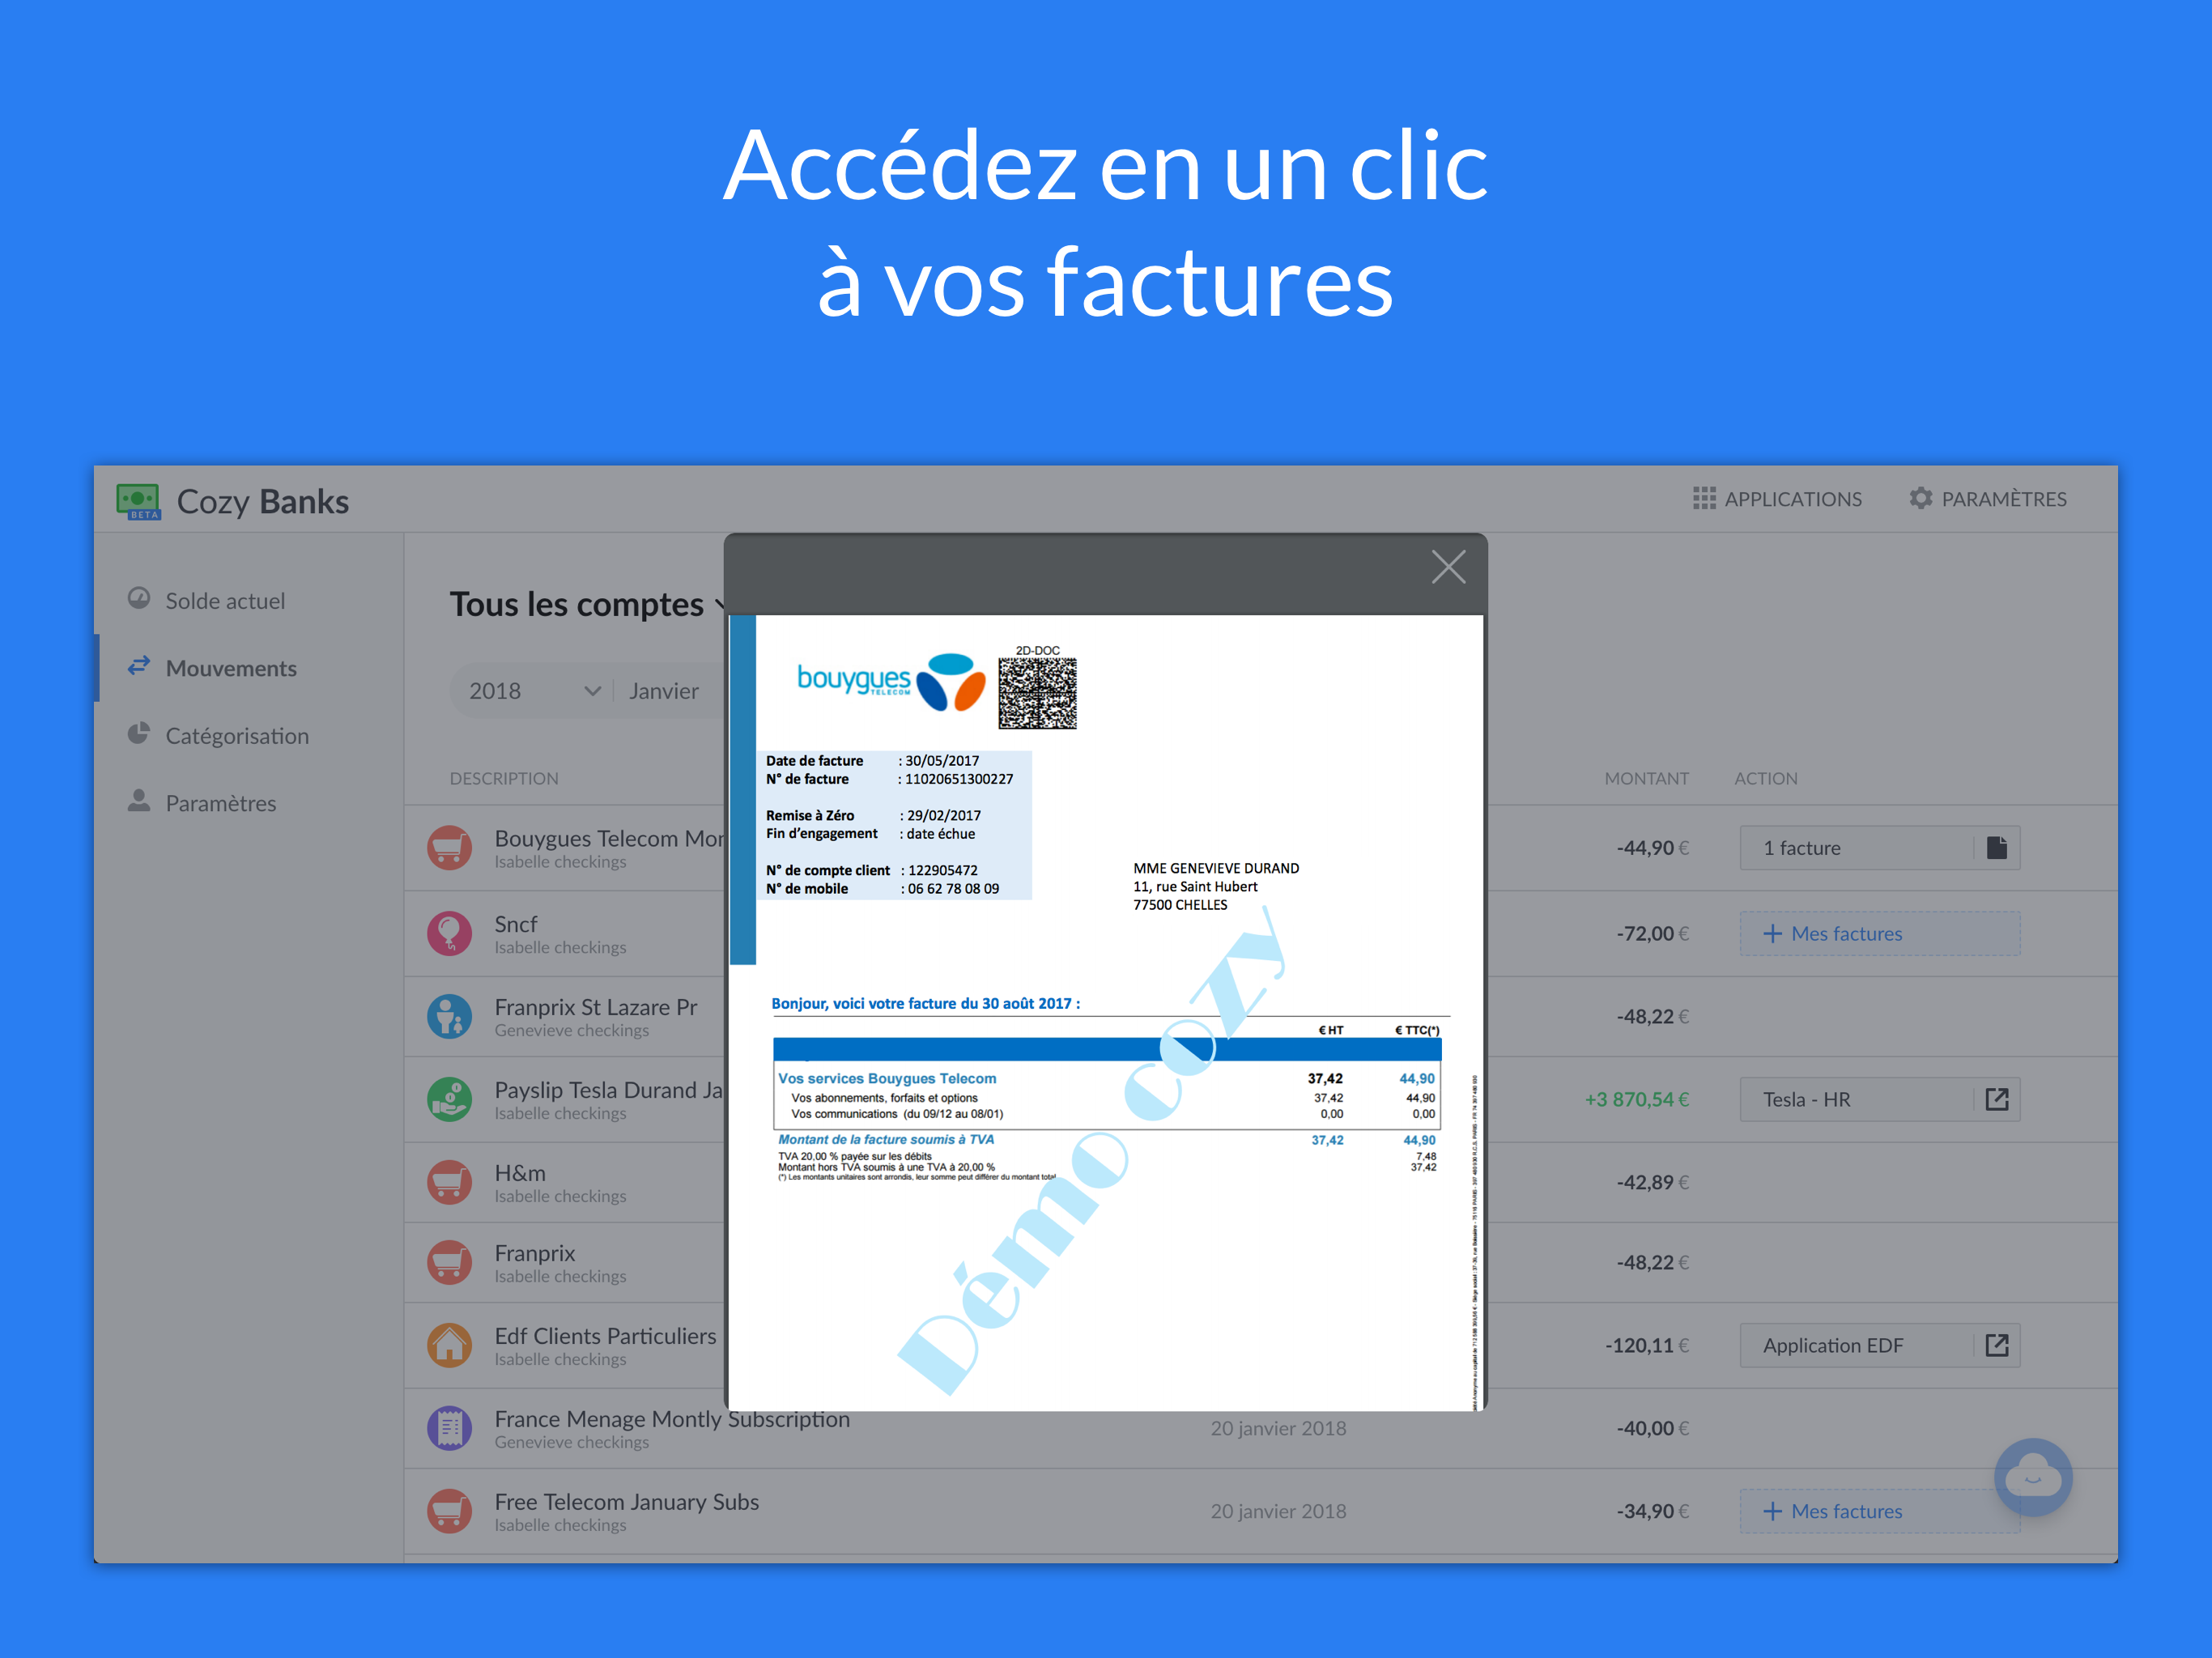 Accédez en un clic
à vos factures
Cozy Banks
BETA
APPLICATIONS
PARAMÈTRES
Solde actuel
Mouvements
Catégorisation
Paramètres
Tous les comptes
2018
Janvier
DESCRIPTION
MONTANT
ACTION
Bouygues Telecom
Isabelle checkings
-44,90 €
1 facture
Sncf
Isabelle checkings
-72,00 €
+ Mes factures
Franprix St Lazare Pr
Genevieve checkings
-48,22 €
Payslip Tesla Durand
Isabelle checkings
+3 870,54 €
Tesla - HR
H&m
Isabelle checkings
-42,89 €
Franprix
Isabelle checkings
-48,22 €
Edf Clients Particuliers
Isabelle checkings
-120,11 €
Application EDF
France Menage Montly Subscription
Genevieve checkings
20 janvier 2018
-40,00 €
Free Telecom January Subs
Isabelle checkings
20 janvier 2018
-34,90 €
+ Mes factures
bouygues
TELECOM
2D-DOC
Date de facture : 30/05/2017
N° de facture : 11020651300227
Remise à Zéro : 29/02/2017
Fin d'engagement : date échue
N° de compte client : 122905472
N° de mobile : 06 62 78 08 09
MME GENEVIEVE DURAND
11, rue Saint Hubert
77500 CHELLES
Bonjour, voici votre facture du 30 août 2017 :
€ HT € TTC(*)
Vos services Bouygues Telecom 37,42 44,90
Vos abonnements, forfaits et options 37,42 44,90
Vos communications (du 09/12 au 08/01) 0,00 0,00
Montant de la facture soumis à TVA 37,42 44,90
TVA 20,00 % payée sur les débits 7,48
Montant hors TVA soumis à une TVA à 20,00 % 37,42
(*) Les montants unitaires sont arrondis, leur somme peut différer du montant total
Démo cozy